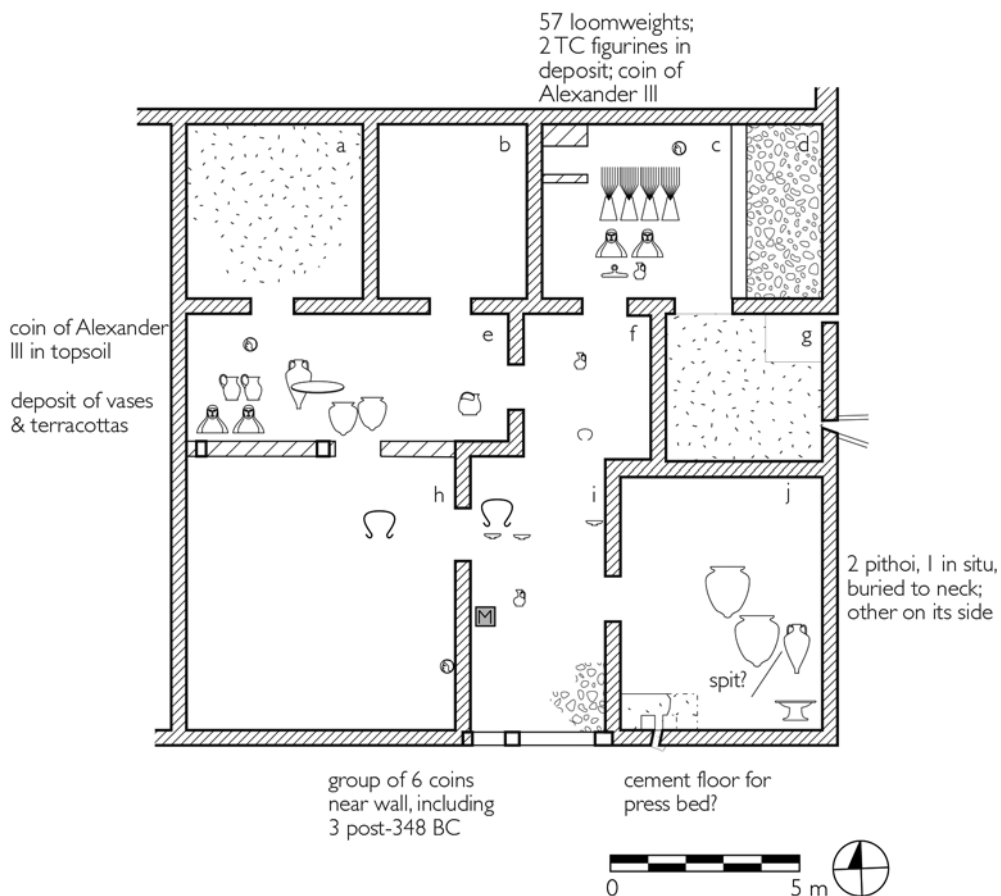 57 loomweights;
2 TC figurines in
deposit; coin of
Alexander III
a
b
c
d
coin of Alexander
III in topsoil
e
f
g
deposit of vases
& terracottas
h
i
j
2 pithoi, 1 in situ,
buried to neck;
other on its side
M
spit?
group of 6 coins
near wall, including
3 post-348 BC
cement floor for
press bed?
0
5 m